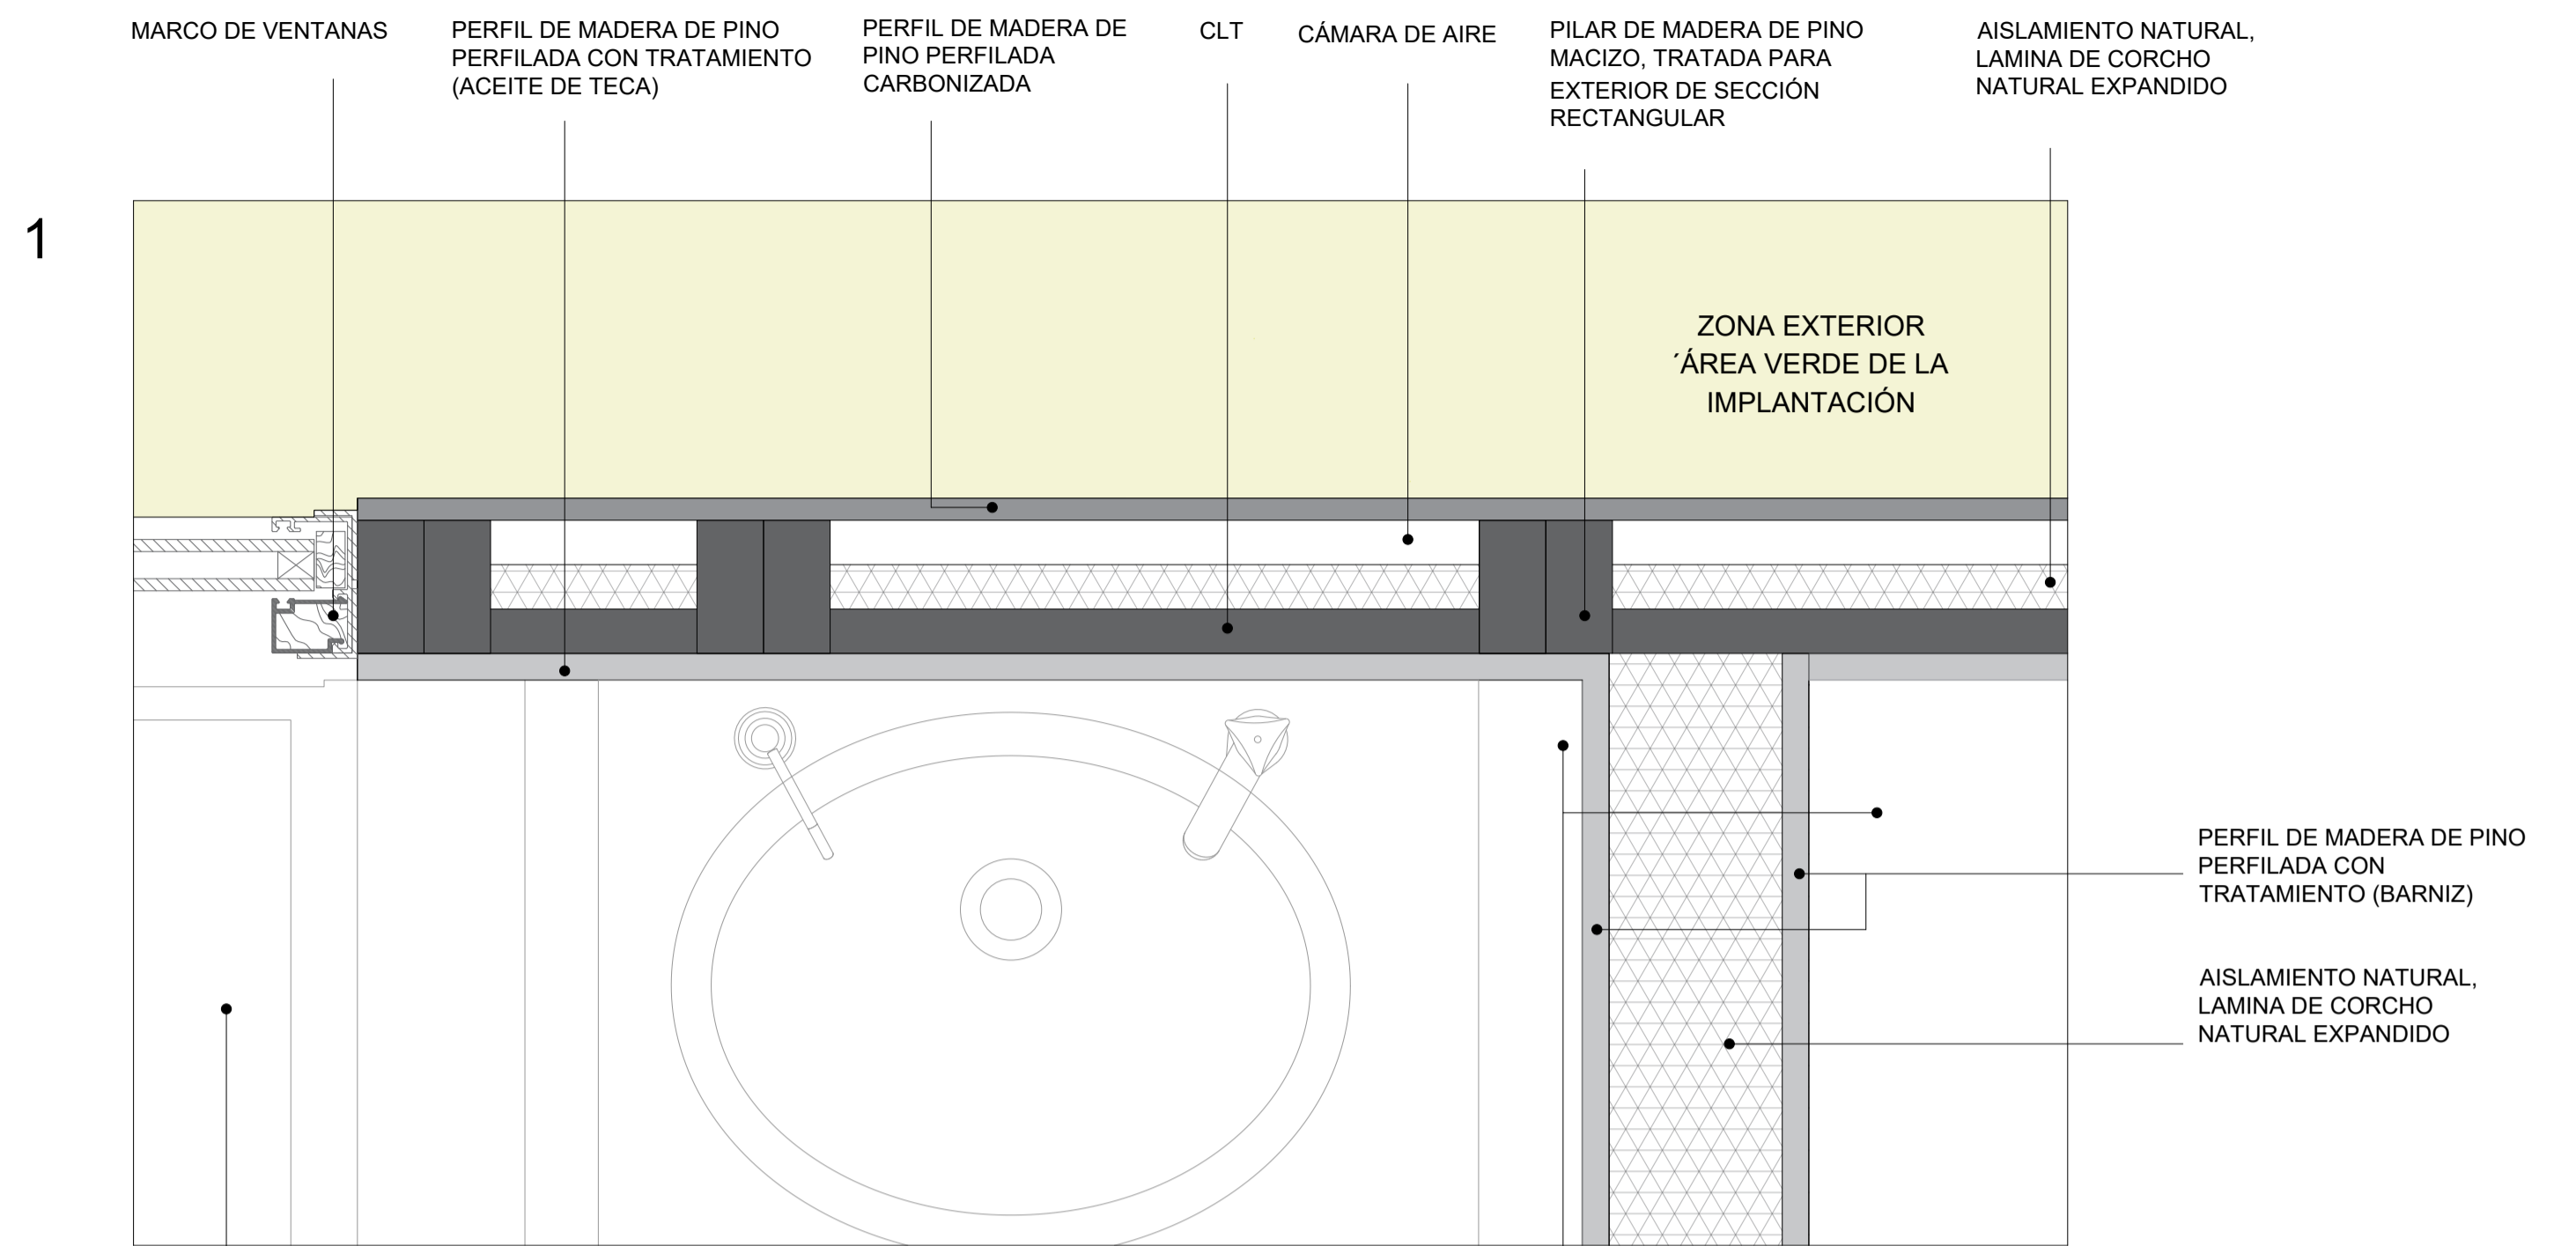 MARCO DE VENTANAS
PERFIL DE MADERA DE PINO
PERFILADA CON TRATAMIENTO
(ACEITE DE TECA)
PERFIL DE MADERA DE
PINO PERFILADA
CARBONIZADA
CLT
CÁMARA DE AIRE
PILAR DE MADERA DE PINO
MACIZO, TRATADA PARA
EXTERIOR DE SECCIÓN
RECTANGULAR
AISLAMIENTO NATURAL,
LAMINA DE CORCHO
NATURAL EXPANDIDO
1
ZONA EXTERIOR
´ÁREA VERDE DE LA
IMPLANTACIÓN
PERFIL DE MADERA DE PINO
PERFILADA CON
TRATAMIENTO (BARNIZ)
AISLAMIENTO NATURAL,
LAMINA DE CORCHO
NATURAL EXPANDIDO